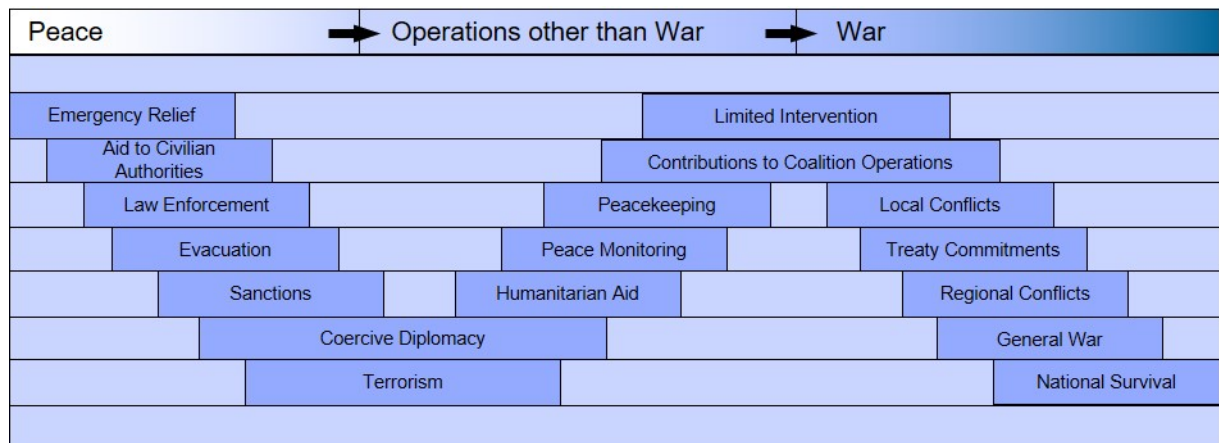 Peace
Operations other than War
War
Emergency Relief
Limited Intervention
Aid to Civilian
Authorities
Contributions to Coalition Operations
Law Enforcement
Peacekeeping
Local Conflicts
Evacuation
Peace Monitoring
Treaty Commitments
Sanctions
Humanitarian Aid
Regional Conflicts
Coercive Diplomacy
General War
Terrorism
National Survival